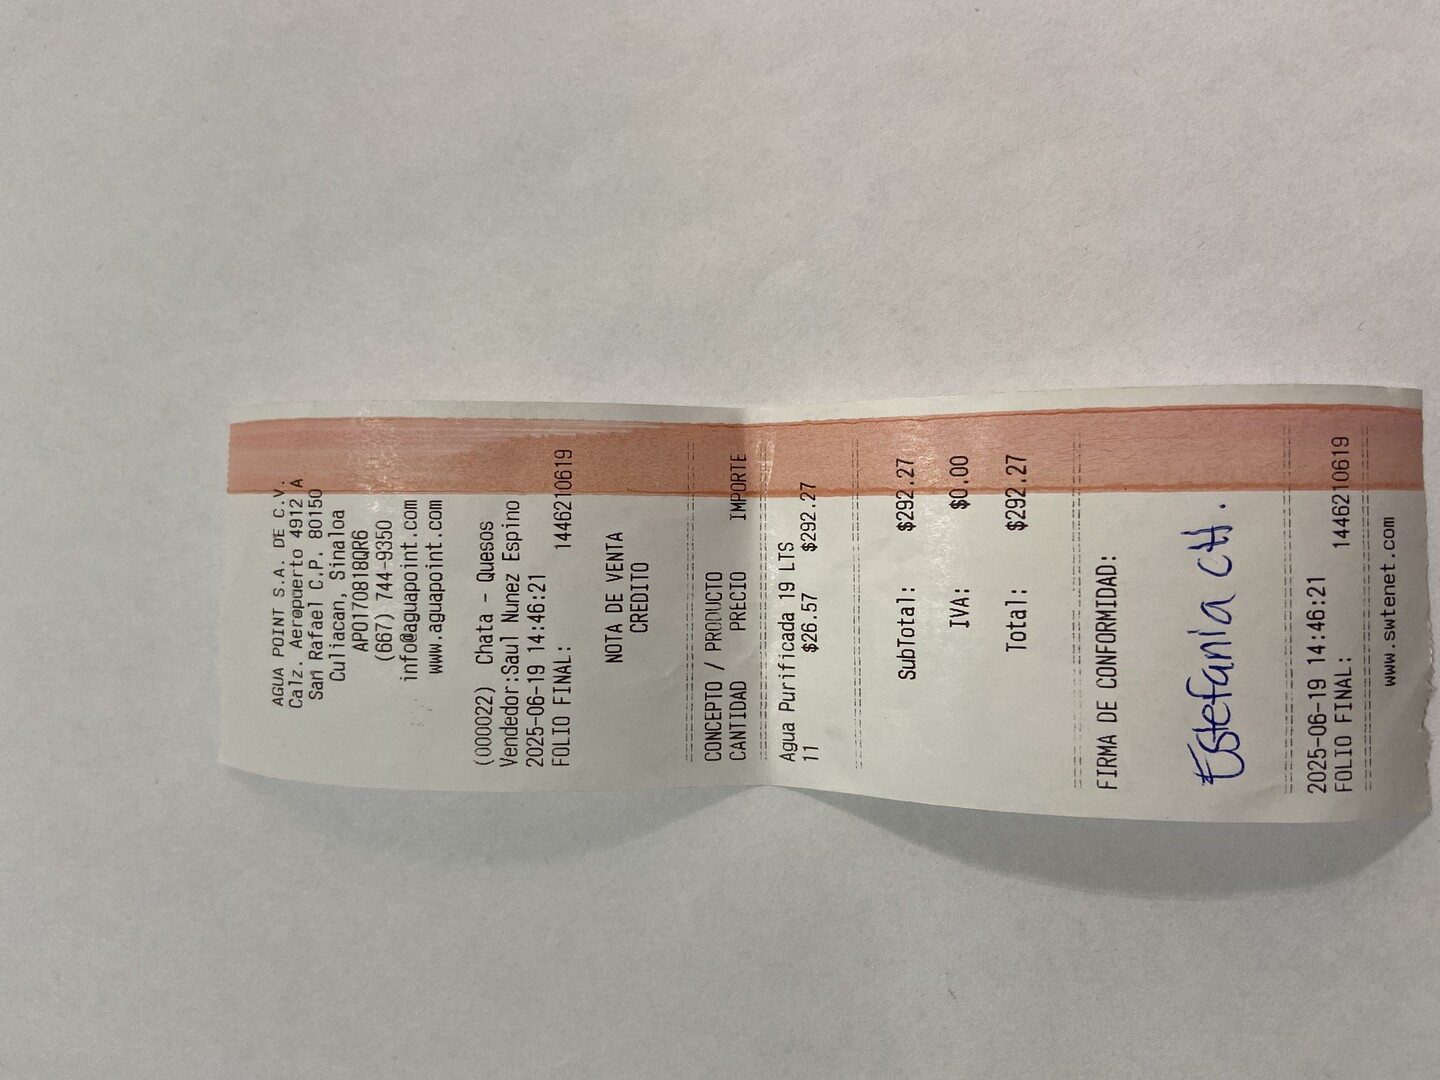 AGUA POINT S.A. DE C.V.
Calz. Aeropuerto 4912 A
San Rafael C.P. 80150
Culiacan, Sinaloa
APO170818QR6
(667) 744-9350
info@aguapoint.com
www.aguapoint.com
(000022) Chata - Quesos
Vendedor:Saul Nunez Espino
2025-06-19 14:46:21
FOLIO FINAL: 1446210619
NOTA DE VENTA
CREDITO
CONCEPTO / PRODUCTO
CANTIDAD PRECIO IMPORTE
Agua Purificada 19 LTS
11 $26.57 $292.27
SubTotal: $292.27
IVA: $0.00
Total: $292.27
FIRMA DE CONFORMIDAD:
Estefania CH.
2025-06-19 14:46:21
FOLIO FINAL: 1446210619
www.swtenet.com